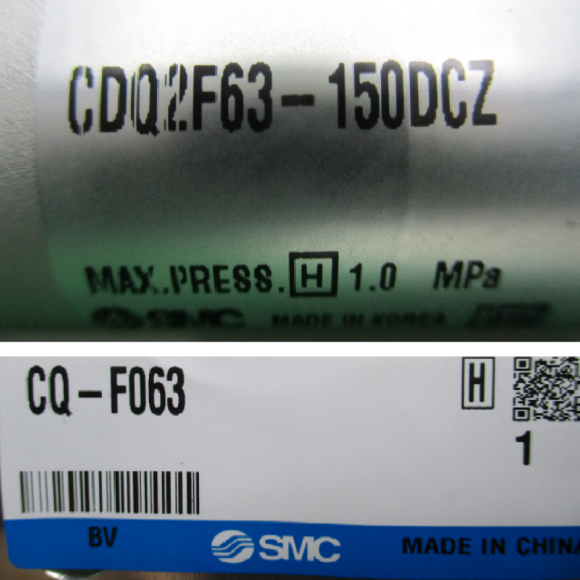 CDQ2F63-150DCZ
MAX.PRESS. H 1.0 MPa
SMC MADE IN KOREA
CQ-F063
H
1
BV
SMC MADE IN CHINA